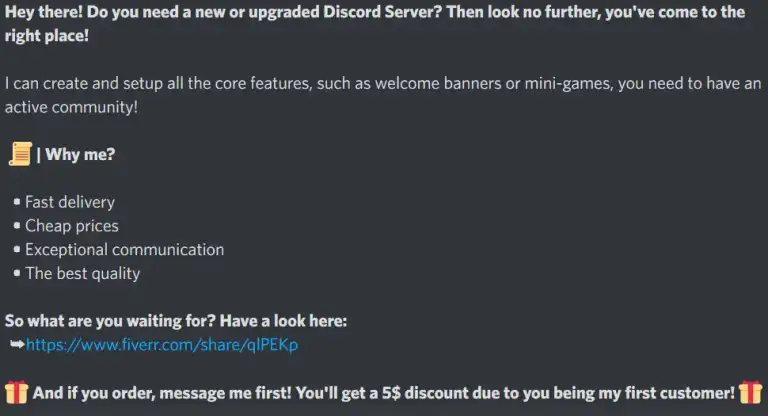 Hey there! Do you need a new or upgraded Discord Server? Then look no further, you've come to the
right place!
I can create and setup all the core features, such as welcome banners or mini-games, you need to have an
active community!
📜 | Why me?
• Fast delivery
• Cheap prices
• Exceptional communication
• The best quality
So what are you waiting for? Have a look here:
➥https://www.fiverr.com/share/qlPEKp
🎁 And if you order, message me first! You'll get a 5$ discount due to you being my first customer! 🎁